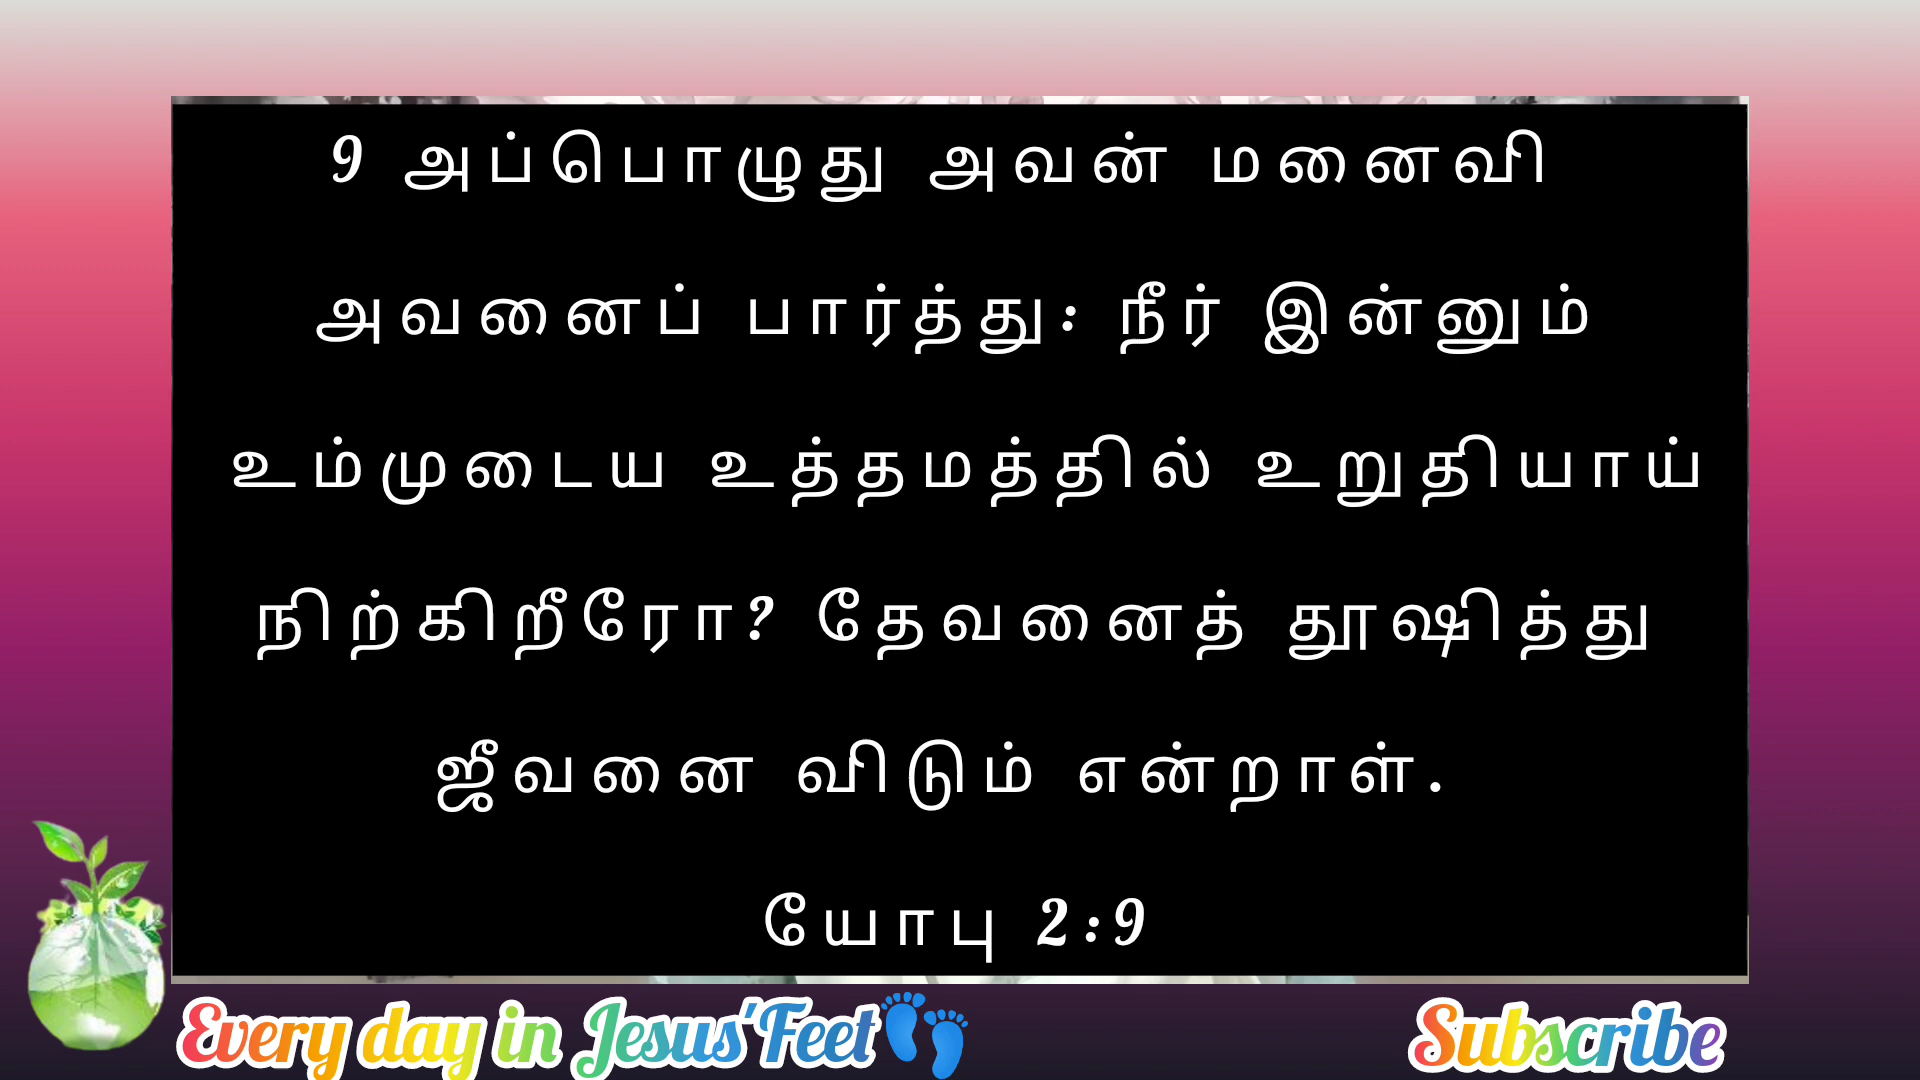 9 அப்பொழுது அவன் மனைவி
அவனைப் பார்த்து: நீர் இன்னும்
உம்முடைய உத்தமத்தில் உறுதியாய்
நிற்கிறீரோ? தேவனைத் தூஷித்து
ஜீவனை விடும் என்றாள்.
யோபு 2:9
Every day in Jesus'Feet👣
Subscribe